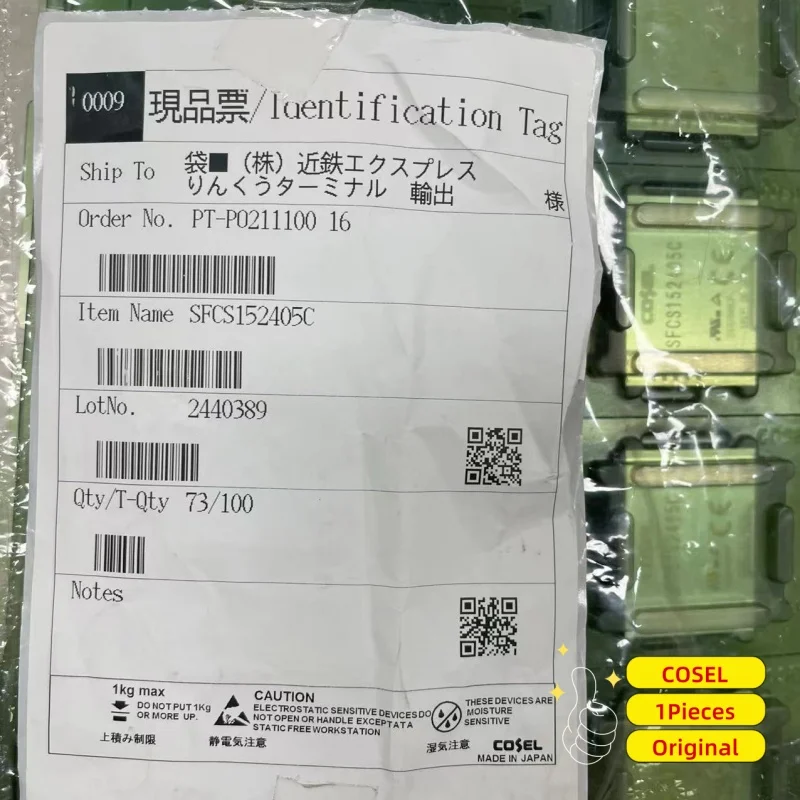 0009 現品票/Identification Tag
Ship To 袋■（株）近鉄エクスプレス
りんくうターミナル 輸出 様
Order No. PT-PO211100 16
Item Name SFCS152405C
LotNo. 2440389
Qty/T-Qty 73/100
Notes
1kg max
DO NOT PUT 1Kg
OR MORE UP.
上積み制限
CAUTION
ELECTROSTATIC SENSITIVE DEVICES DO
NOT OPEN OR HANDLE EXCEPTATA
STATIC FREE WORKSTATION
静電気注意
THESE DEVICES ARE
MOISTURE
SENSITIVE
湿気注意
COSEL
MADE IN JAPAN
COSEL
SFCS152405C
CE
CE
COSEL
1Pieces
Original